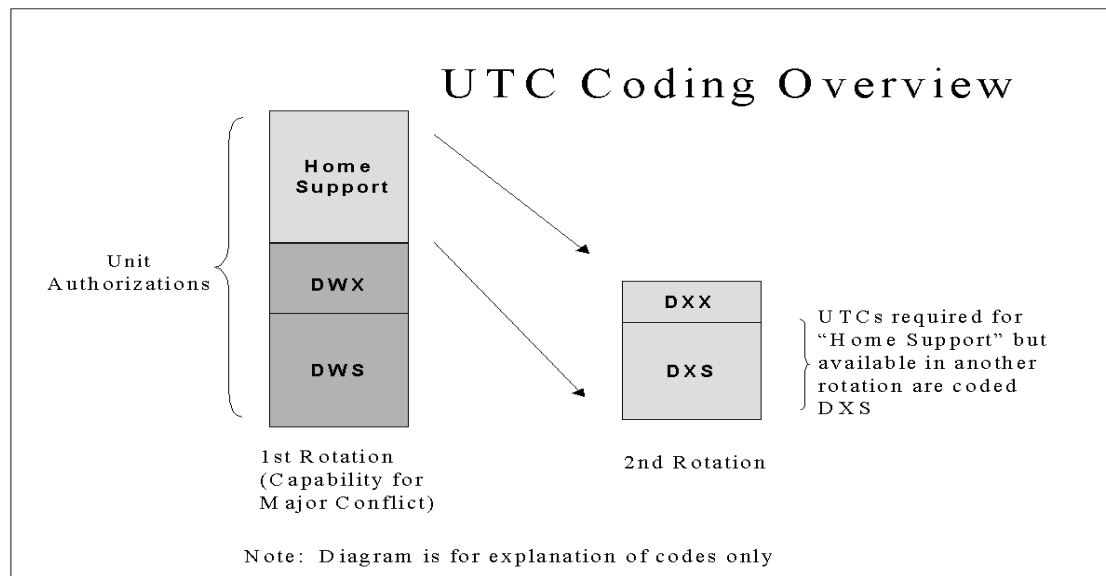 UTC Coding Overview
Home
Support
DWX
DWS
Unit
Authorizations
1st Rotation
(Capability for
Major Conflict)
DXX
DXS
2nd Rotation
UTCs required for
“Home Support” but
available in another
rotation are coded
DXS
Note: Diagram is for explanation of codes only